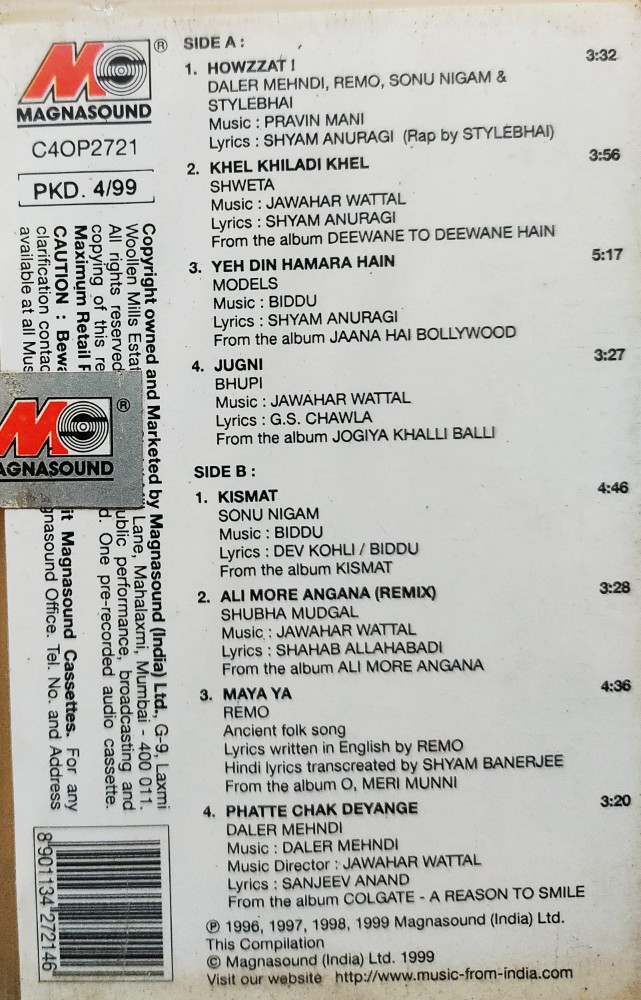 MO ®
MAGNASOUND
C4OP2721
PKD. 4/99
SIDE A :
1. HOWZZAT ! 3:32
DALER MEHNDI, REMO, SONU NIGAM &
STYLEBHAI
Music : PRAVIN MANI
Lyrics : SHYAM ANURAGI (Rap by STYLEBHAI)
2. KHEL KHILADI KHEL 3:56
SHWETA
Music : JAWAHAR WATTAL
Lyrics : SHYAM ANURAGI
From the album DEEWANE TO DEEWANE HAIN
3. YEH DIN HAMARA HAIN 5:17
MODELS
Music : BIDDU
Lyrics : SHYAM ANURAGI
From the album JAANA HAI BOLLYWOOD
4. JUGNI 3:27
BHUPI
Music : JAWAHAR WATTAL
Lyrics : G.S. CHAWLA
From the album JOGIYA KHALLI BALLI
SIDE B :
1. KISMAT 4:46
SONU NIGAM
Music : BIDDU
Lyrics : DEV KOHLI / BIDDU
From the album KISMAT
2. ALI MORE ANGANA (REMIX) 3:28
SHUBHA MUDGAL
Music : JAWAHAR WATTAL
Lyrics : SHAHAB ALLAHABADI
From the album ALI MORE ANGANA
3. MAYA YA 4:36
REMO
Ancient folk song
Lyrics written in English by REMO
Hindi lyrics transcreated by SHYAM BANERJEE
From the album O, MERI MUNNI
4. PHATTE CHAK DEYANGE 3:20
DALER MEHNDI
Music : DALER MEHNDI
Music Director : JAWAHAR WATTAL
Lyrics : SANJEEV ANAND
From the album COLGATE - A REASON TO SMILE
℗ 1996, 1997, 1998, 1999 Magnasound (India) Ltd.
This Compilation
© Magnasound (India) Ltd. 1999
Visit our website http://www.music-from-india.com
Copyright owned and Marketed by Magnasound (India) Ltd., G-9, Laxmi
Woollen Mills Lane, Mahalaxmi, Mumbai - 400 011.
All rights reserved public performance, broadcasting and
copying of this One pre-recorded audio cassette.
Maximum Retail
CAUTION : Magnasound Cassettes. For any
clarification Magnasound Office. Tel. No. and Address
available at all
MO ®
AGNASOUND
8 901134 272146